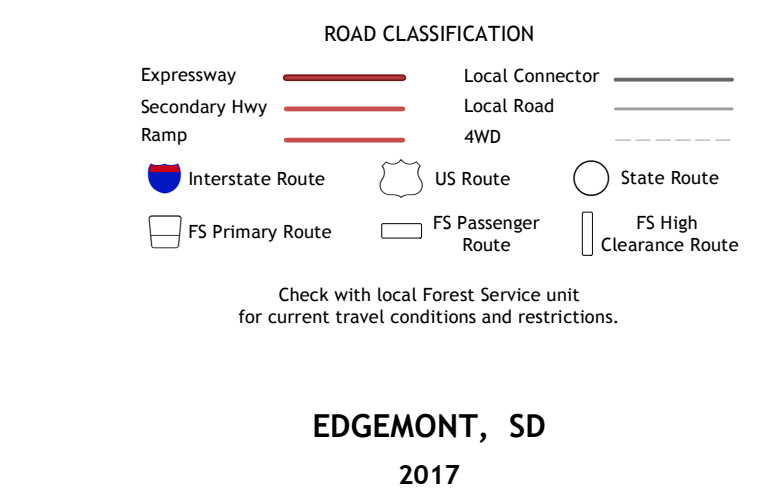 ROAD CLASSIFICATION
Expressway
Local Connector
Secondary Hwy
Local Road
Ramp
4WD
Interstate Route
US Route
State Route
FS Primary Route
FS Passenger
Route
FS High
Clearance Route
Check with local Forest Service unit
for current travel conditions and restrictions.
EDGEMONT, SD
2017